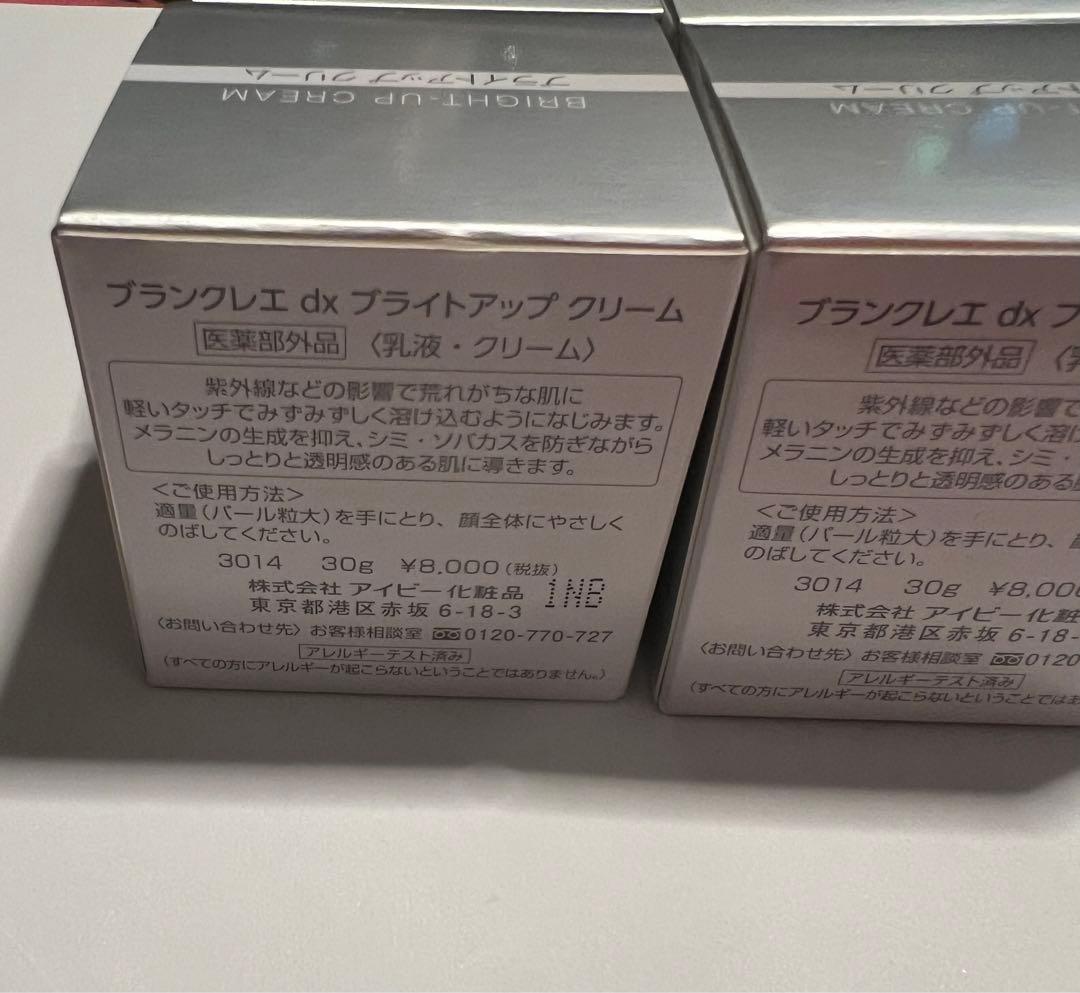 ブライトアップ クリーム
BRIGHT-UP CREAM
ブランクレエ dx ブライトアップ クリーム
医薬部外品 〈乳液・クリーム〉
紫外線などの影響で荒れがちな肌に
軽いタッチでみずみずしく溶け込むようになじみます。
メラニンの生成を抑え、シミ・ソバカスを防ぎながら
しっとりと透明感のある肌に導きます。
<ご使用方法>
適量(パール粒大)を手にとり、顔全体にやさしく
のばしてください。
3014 30g ¥8,000(税抜)
株式会社 アイビー化粧品
東京都港区赤坂 6-18-3
1NB
〈お問い合わせ先〉お客様相談室 0120-770-727
アレルギーテスト済み
(すべての方にアレルギーが起こらないということではありません。)
アップ クリーム
T-UP CREAM
ブランクレエ dx ブ
医薬部外品
紫外線などの影響で
軽いタッチでみずみずしく溶け
メラニンの生成を抑え、シミ・
しっとりと透明感のある
<ご使用方法>
適量(パール粒大)を手にとり、
のばしてください。
3014 30g ¥8,00
株式会社 アイビー化粧
東京都港区赤坂 6-18-
〈お問い合わせ先〉お客様相談室 0120
アレルギーテスト済み
(すべての方にアレルギーが起こらないということでは